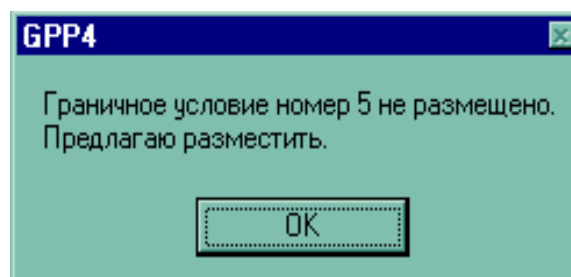 GPP4
Граничное условие номер 5 не размещено.
Предлагаю разместить.
OK